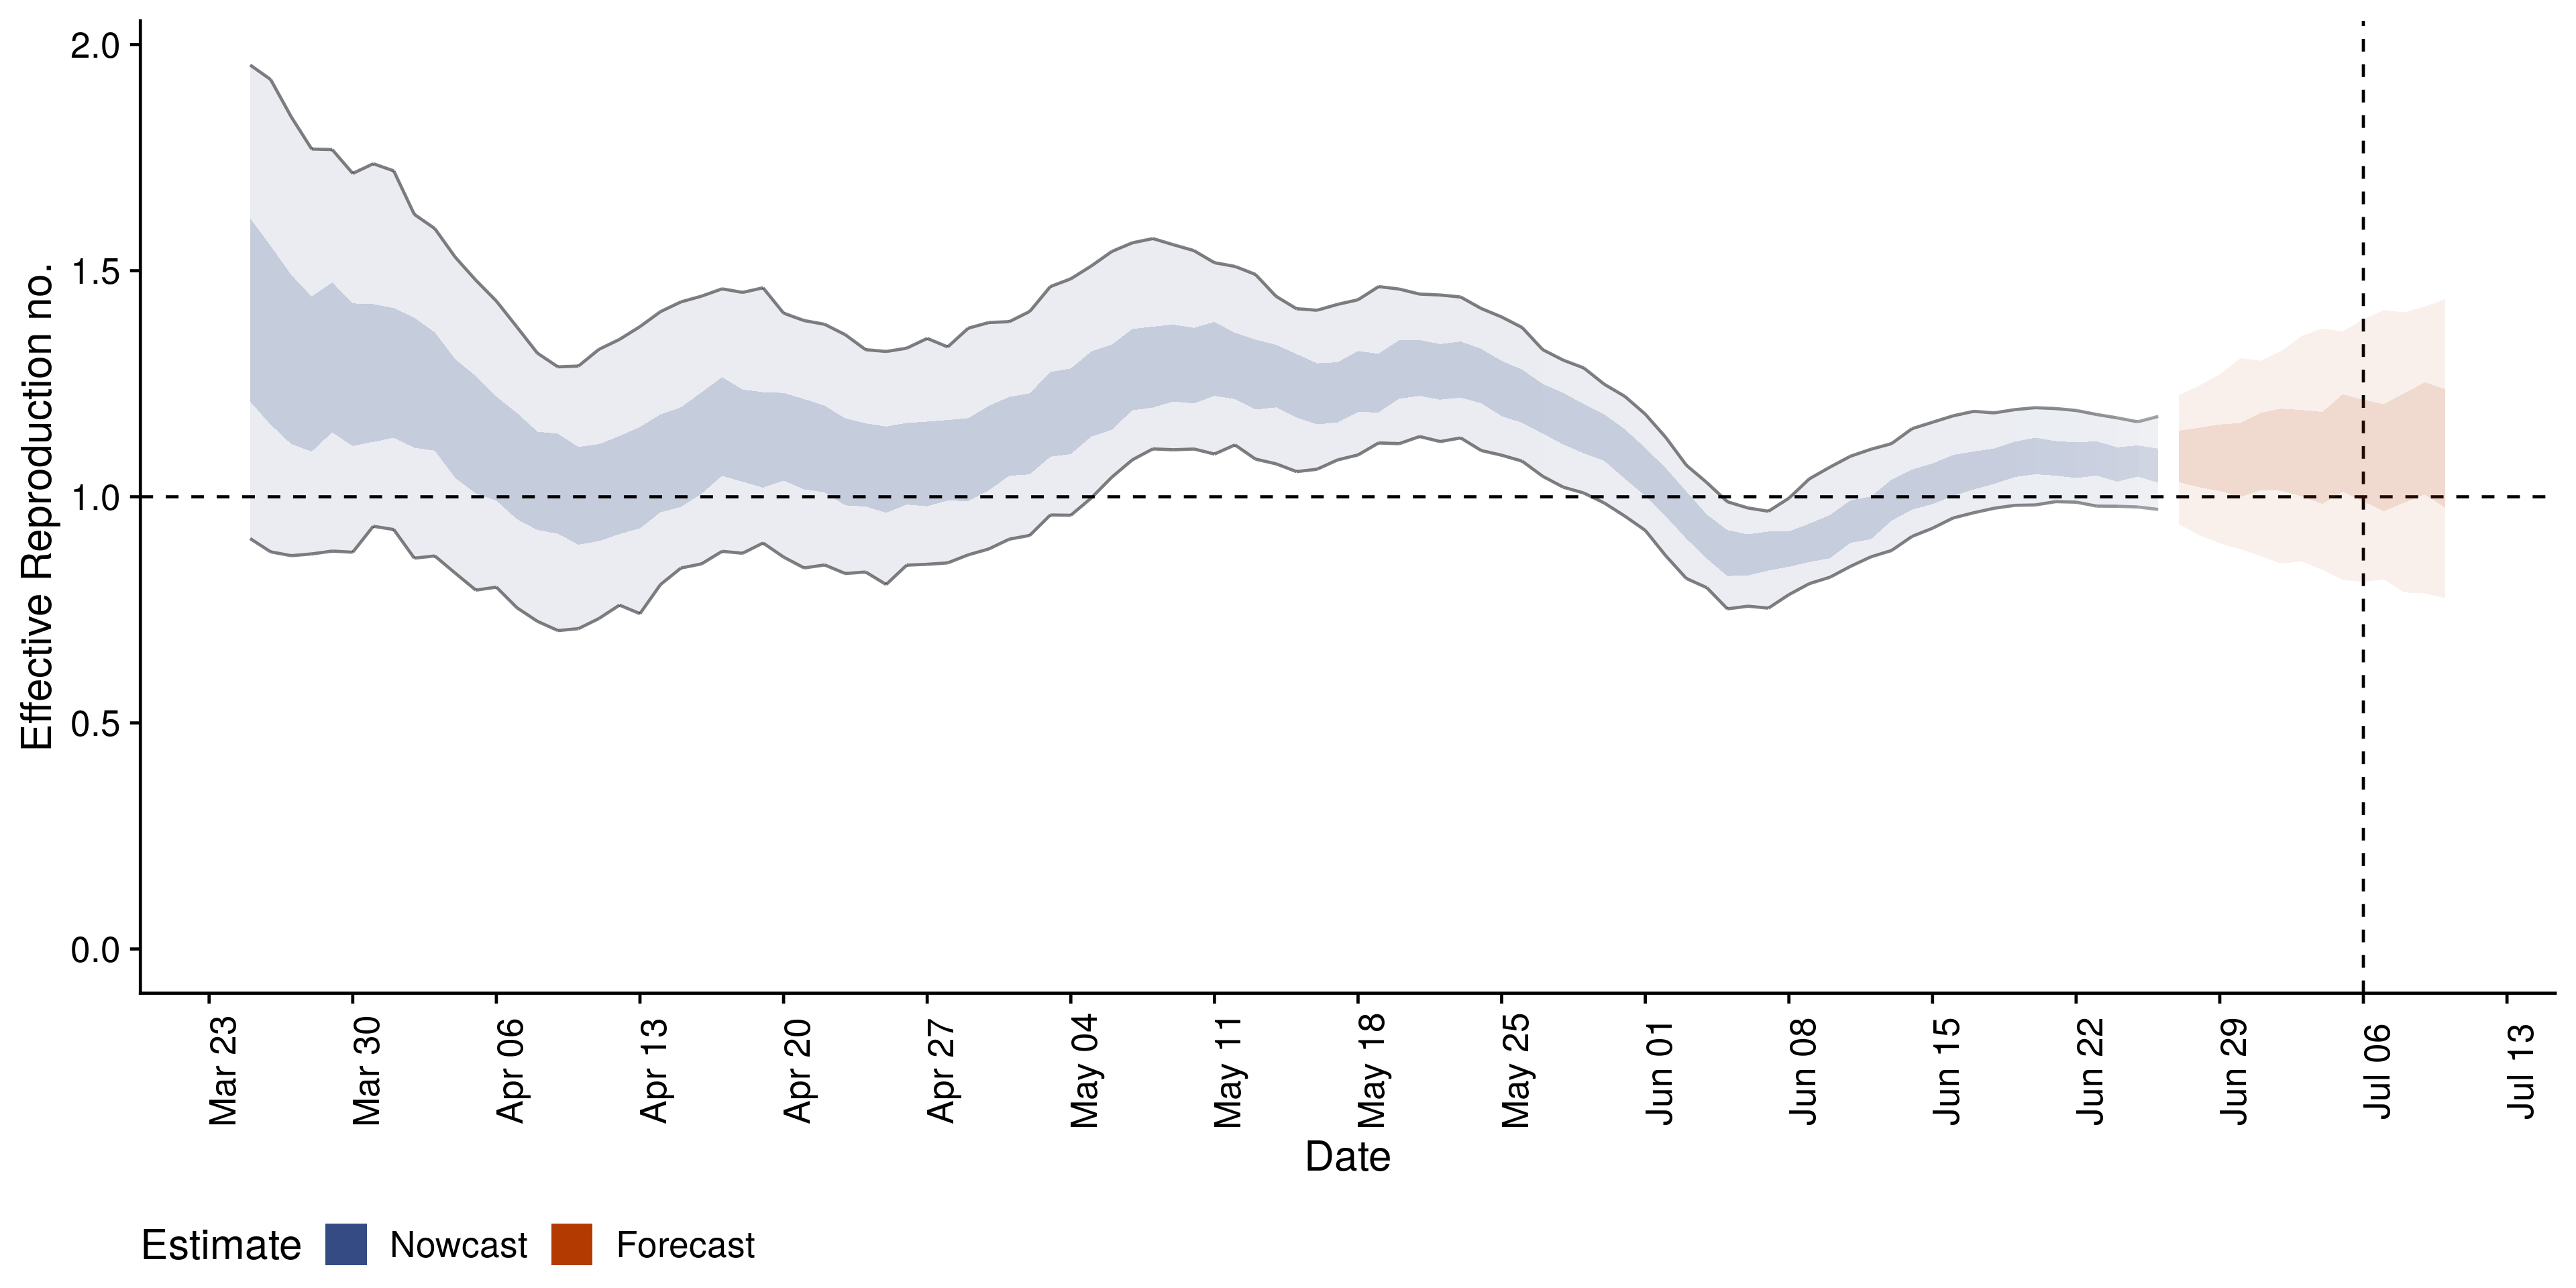 Effective Reproduction no.
2.0
1.5
1.0
0.5
0.0
Mar 23
Mar 30
Apr 06
Apr 13
Apr 20
Apr 27
May 04
May 11
May 18
May 25
Jun 01
Jun 08
Jun 15
Jun 22
Jun 29
Jul 06
Jul 13
Date
Estimate Nowcast Forecast